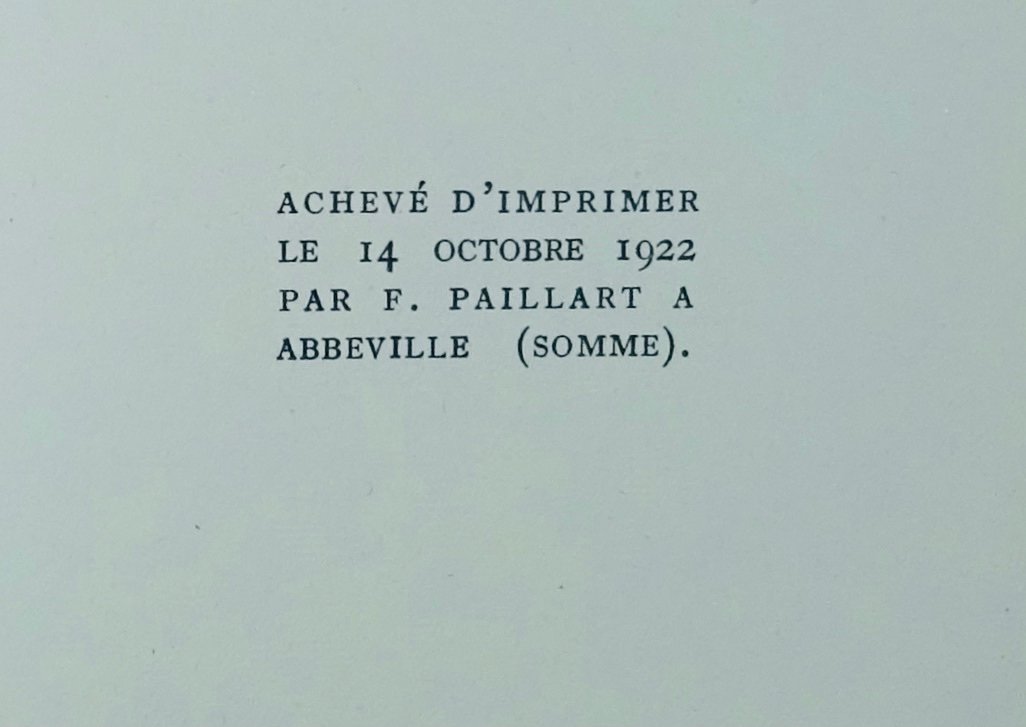 ACHEVÉ D'IMPRIMER
LE 14 OCTOBRE 1922
PAR F. PAILLART A
ABBEVILLE (SOMME).